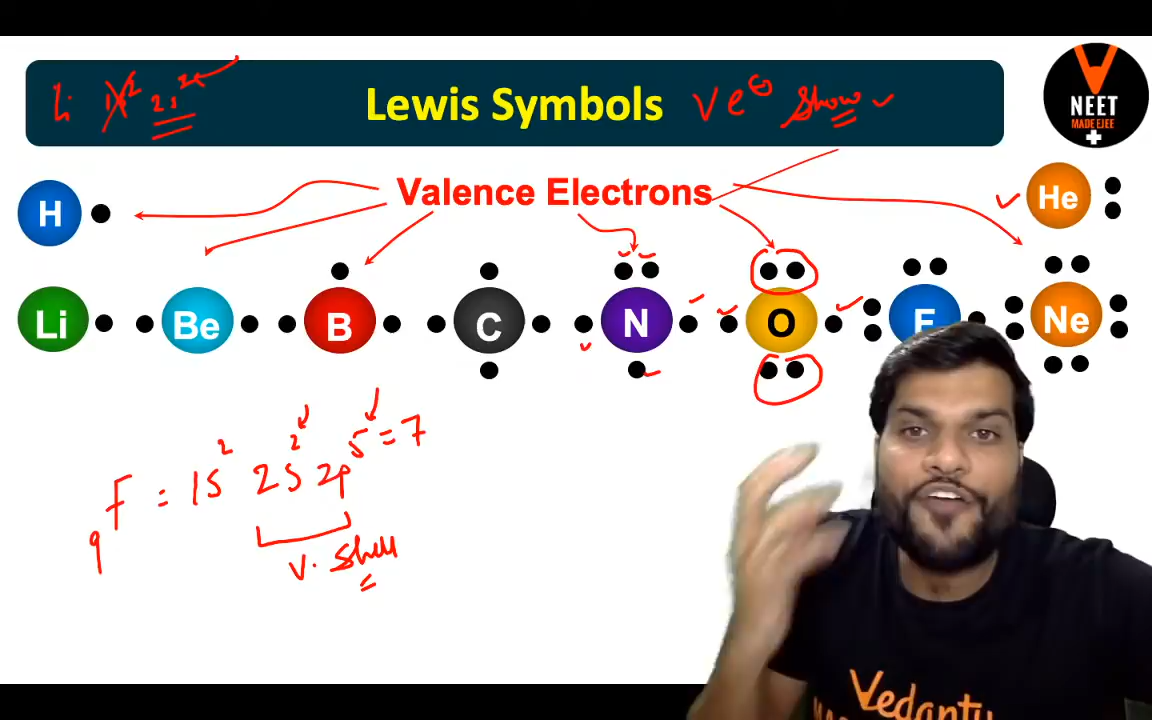 Li 1s2 2s2
Lewis Symbols
Ve⊖ show ✓
NEET
MADE EJEE
Valence Electrons
H
He
Li Be B C N O F Ne
9F = 1s2 2s2 2p5 = 7
V. Shell
Vedantu